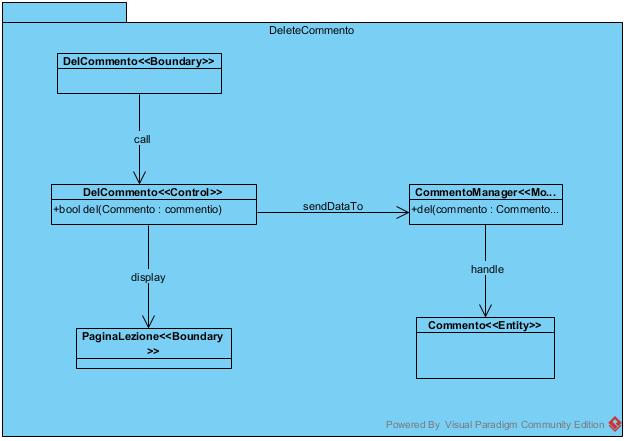 DeleteCommento
DelCommento<<Boundary>>
call
DelCommento<<Control>>
+bool del(Commento : commentio)
sendDataTo
CommentoManager<<Mo...
+del(commento : Commento...
display
handle
PaginaLezione<<Boundary
>>
Commento<<Entity>>
Powered By Visual Paradigm Community Edition